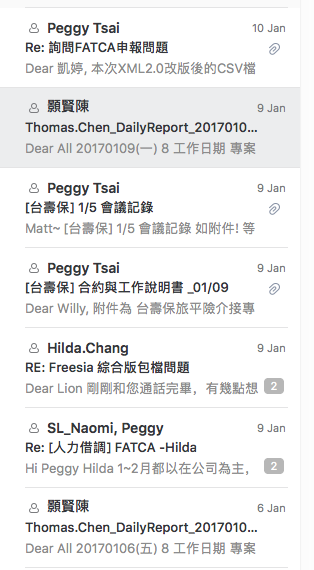 Peggy Tsai 10 Jan
Re: 詢問FATCA申報問題
Dear 凱婷, 本次XML2.0改版後的CSV檔
顥賢陳 9 Jan
Thomas.Chen_DailyReport_2017010...
Dear All 20170109(一) 8 工作日期 專案
Peggy Tsai 9 Jan
[台壽保] 1/5 會議記錄
Matt~ [台壽保] 1/5 會議記錄 如附件! 等
Peggy Tsai 9 Jan
[台壽保] 合約與工作說明書 _01/09
Dear Willy, 附件為 台壽保旅平險介接專
Hilda.Chang 9 Jan
RE: Freesia 綜合版包檔問題
Dear Lion 剛剛和您通話完畢，有幾點想 2
SL_Naomi, Peggy 9 Jan
Re: [人力借調] FATCA -Hilda
Hi Peggy Hilda 1~2月都以在公司為主， 2
顥賢陳 6 Jan
Thomas.Chen_DailyReport_2017010...
Dear All 20170106(五) 8 工作日期 專案